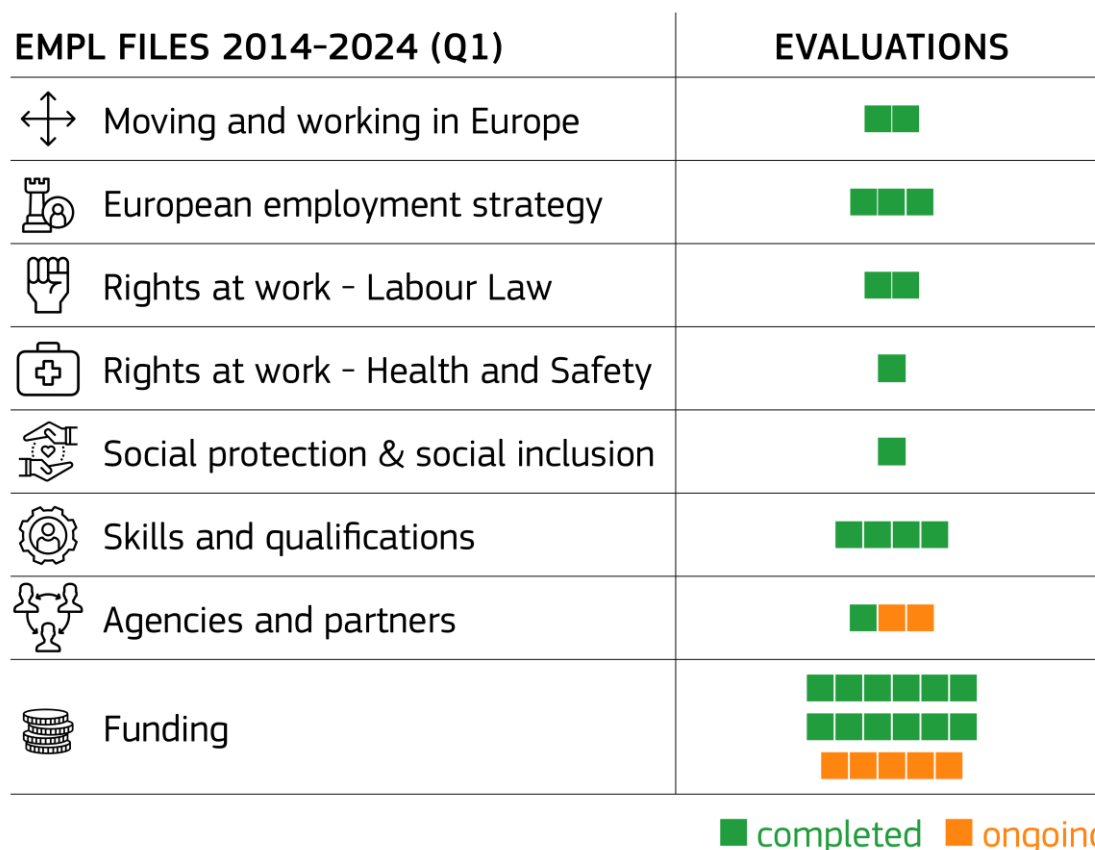 EMPL FILES 2014-2024 (Q1) EVALUATIONS
Moving and working in Europe
European employment strategy
Rights at work - Labour Law
Rights at work - Health and Safety
Social protection & social inclusion
Skills and qualifications
Agencies and partners
Funding
completed ongoing